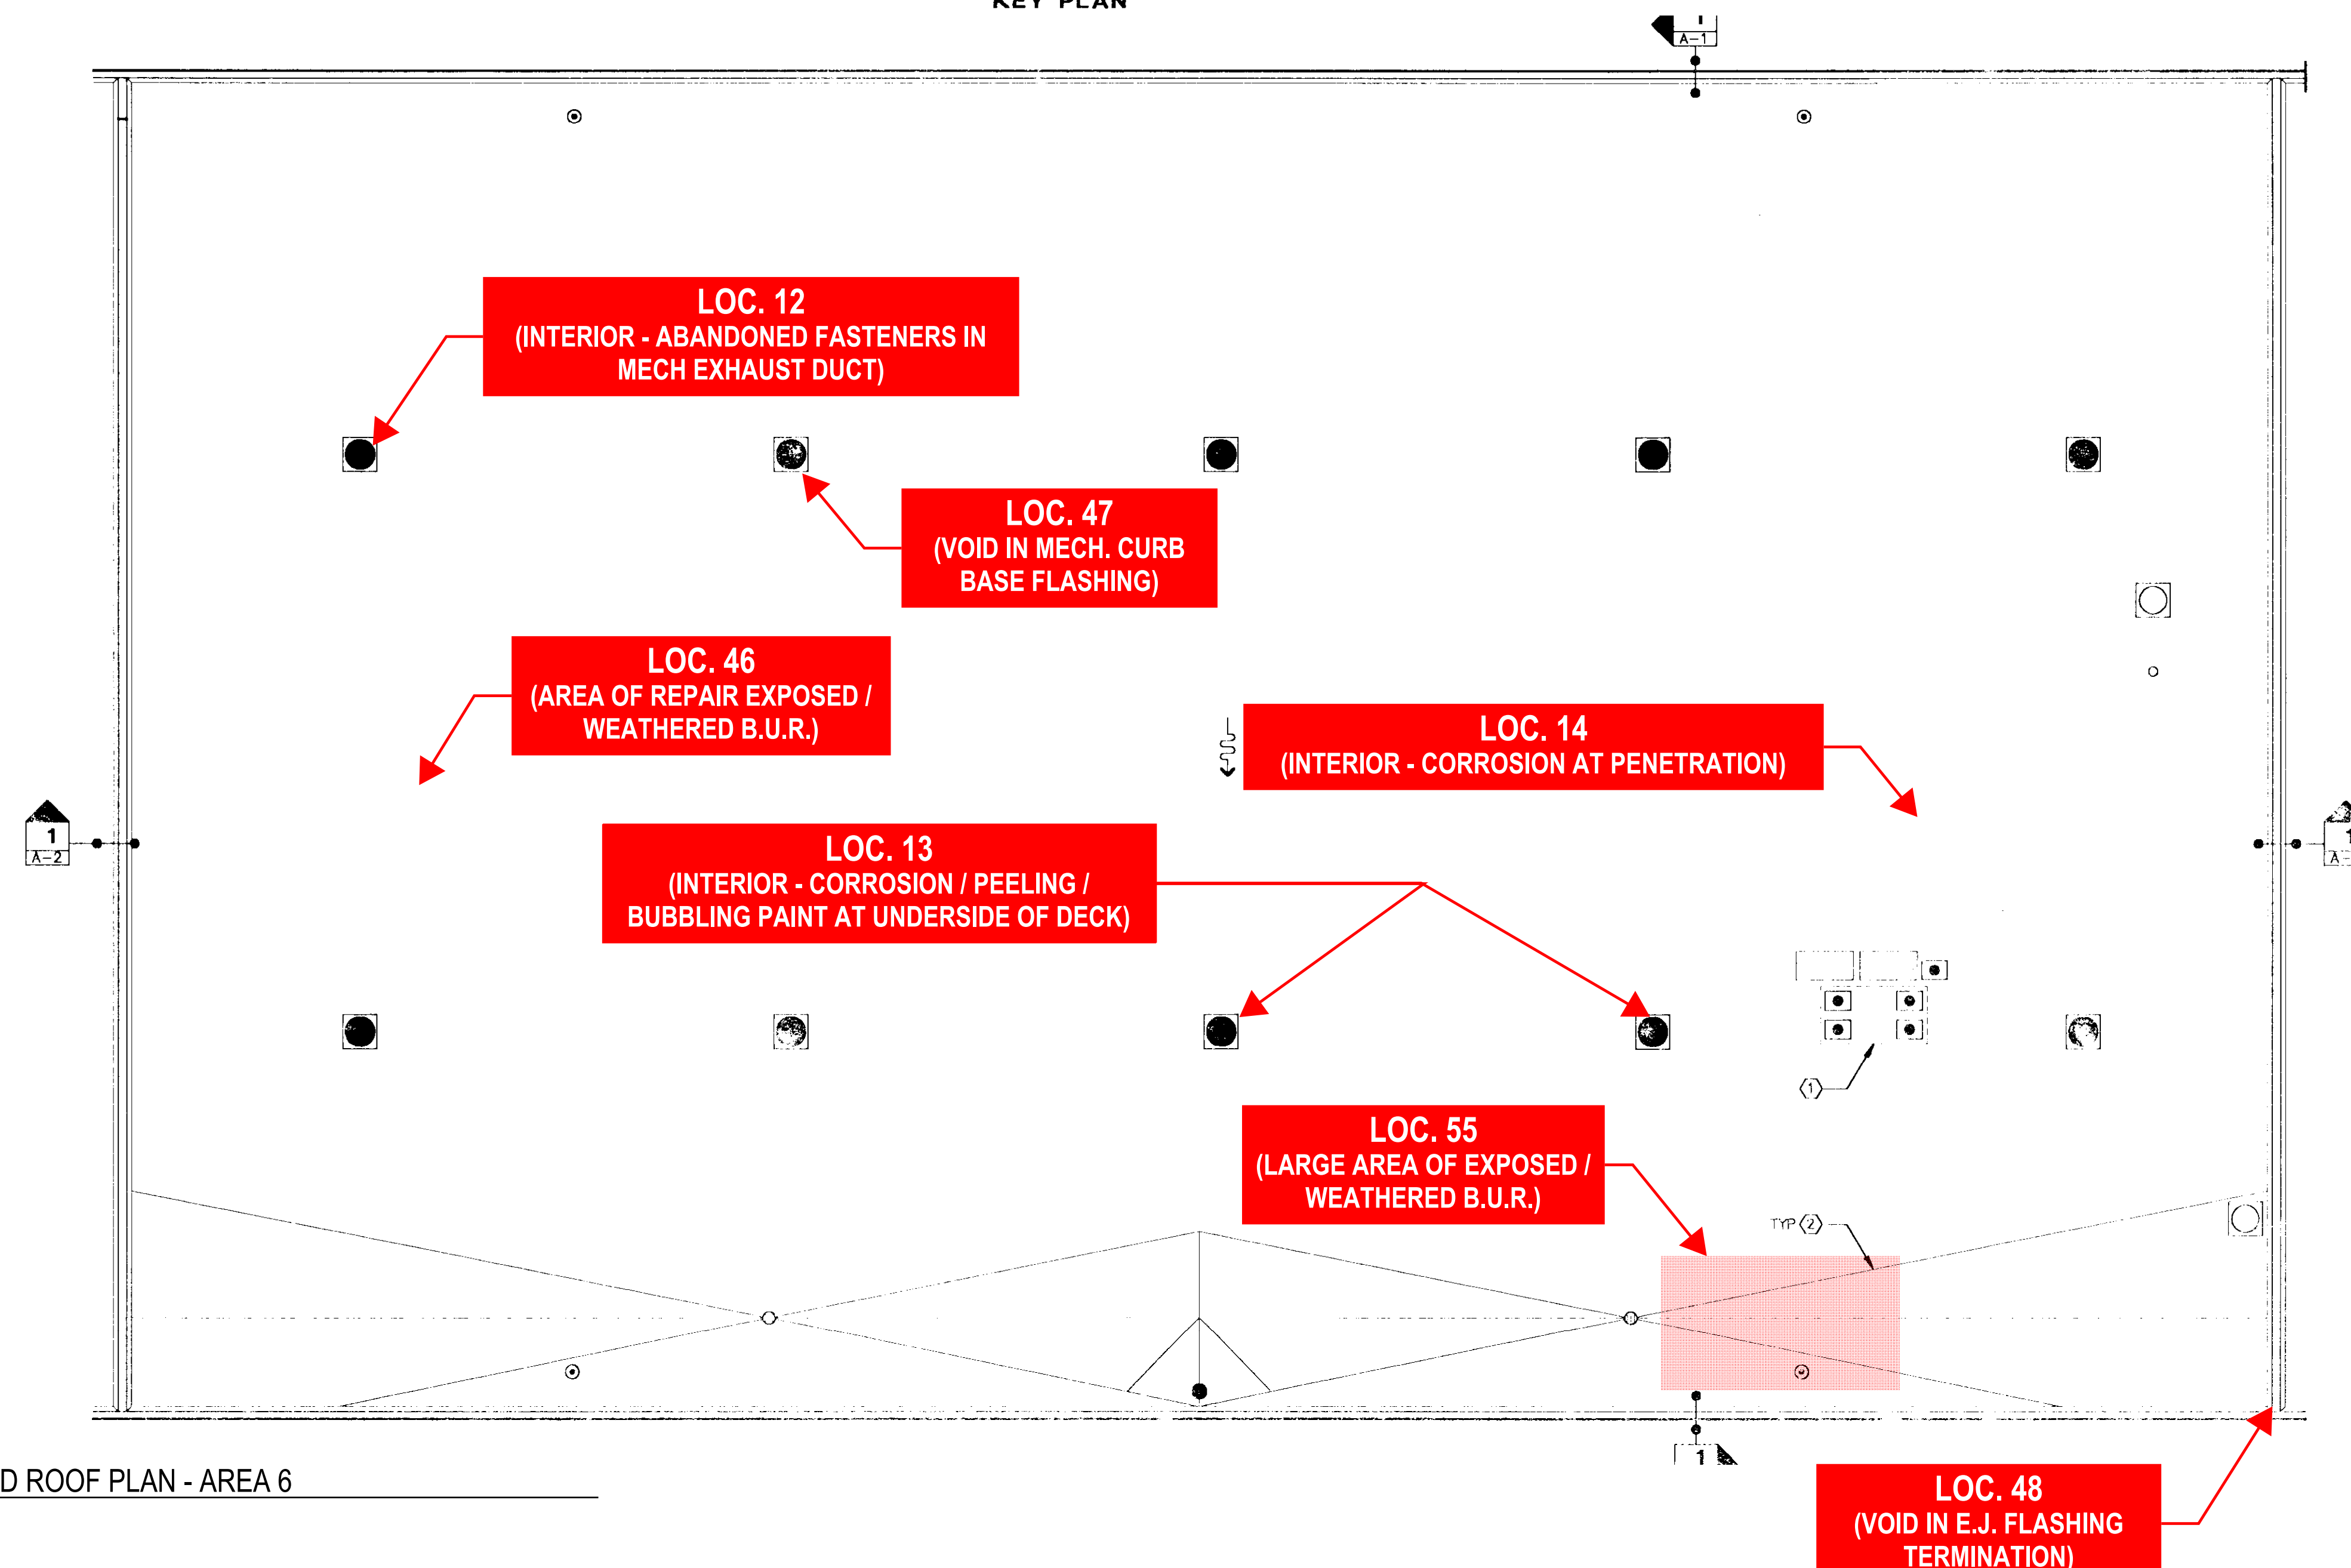 KEY PLAN
1
A-1
LOC. 12
(INTERIOR - ABANDONED FASTENERS IN
MECH EXHAUST DUCT)
LOC. 47
(VOID IN MECH. CURB
BASE FLASHING)
LOC. 46
(AREA OF REPAIR EXPOSED /
WEATHERED B.U.R.)
LOC. 14
(INTERIOR - CORROSION AT PENETRATION)
1
A-2
1
A-
LOC. 13
(INTERIOR - CORROSION / PEELING /
BUBBLING PAINT AT UNDERSIDE OF DECK)
1
LOC. 55
(LARGE AREA OF EXPOSED /
WEATHERED B.U.R.)
TYP 2
1
D ROOF PLAN - AREA 6
LOC. 48
(VOID IN E.J. FLASHING
TERMINATION)